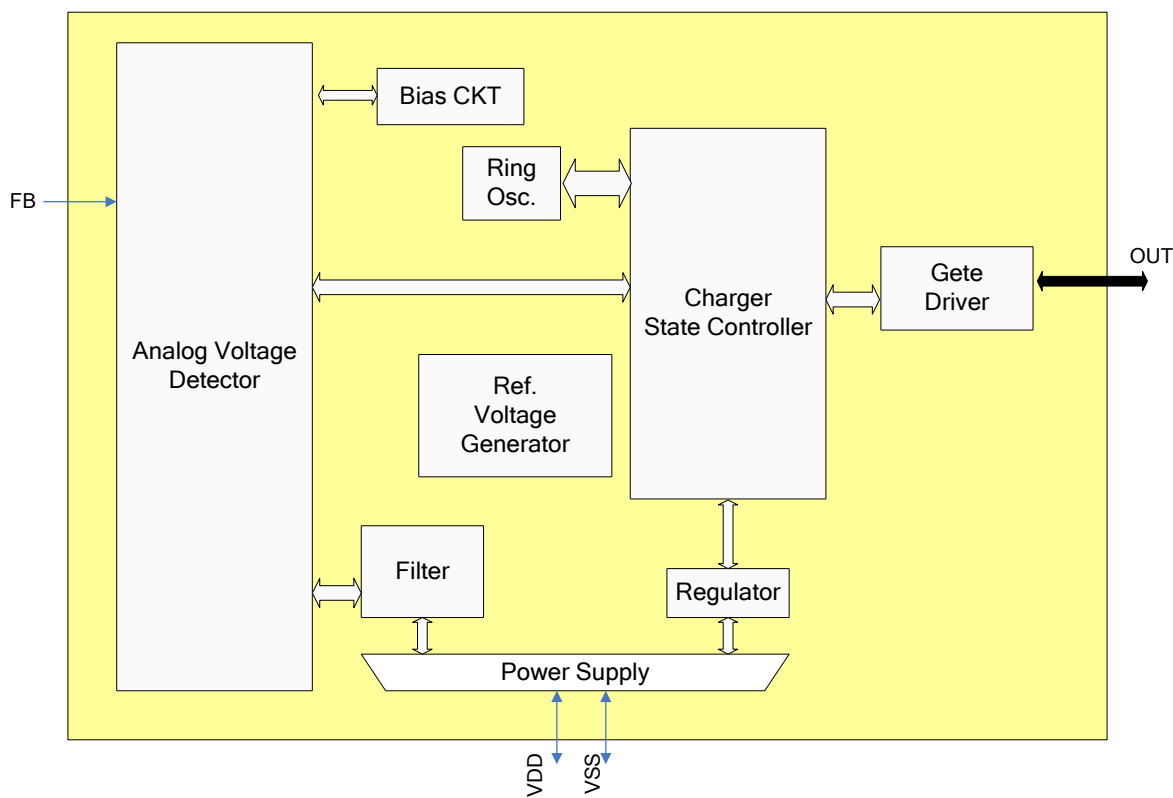 Bias CKT
Ring
Osc.
FB
OUT
Gete
Driver
Charger
State Controller
Analog Voltage
Detector
Ref.
Voltage
Generator
Filter
Regulator
Power Supply
VDD
VSS